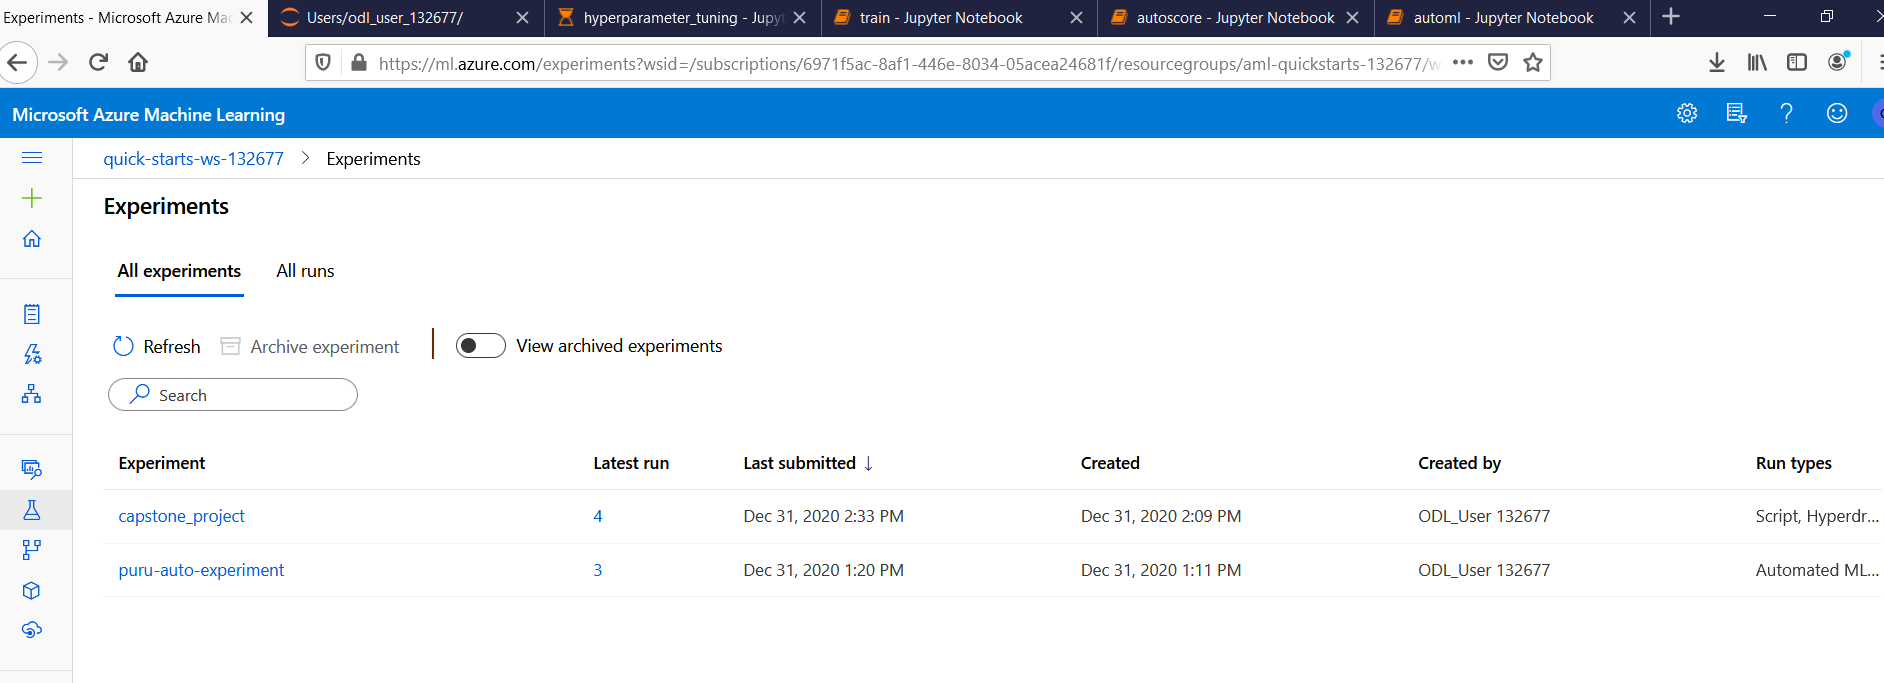 Experiments - Microsoft Azure Mac
Users/odl_user_132677/
hyperparameter_tuning - Jupyt
train - Jupyter Notebook
autoscore - Jupyter Notebook
automl - Jupyter Notebook
https://ml.azure.com/experiments?wsid=/subscriptions/6971f5ac-8af1-446e-8034-05acea24681f/resourcegroups/aml-quickstarts-132677/w
Microsoft Azure Machine Learning
quick-starts-ws-132677 > Experiments
Experiments
All experiments All runs
Refresh Archive experiment View archived experiments
Search
Experiment Latest run Last submitted ↓ Created Created by Run types
capstone_project 4 Dec 31, 2020 2:33 PM Dec 31, 2020 2:09 PM ODL_User 132677 Script, Hyperdr...
puru-auto-experiment 3 Dec 31, 2020 1:20 PM Dec 31, 2020 1:11 PM ODL_User 132677 Automated ML...